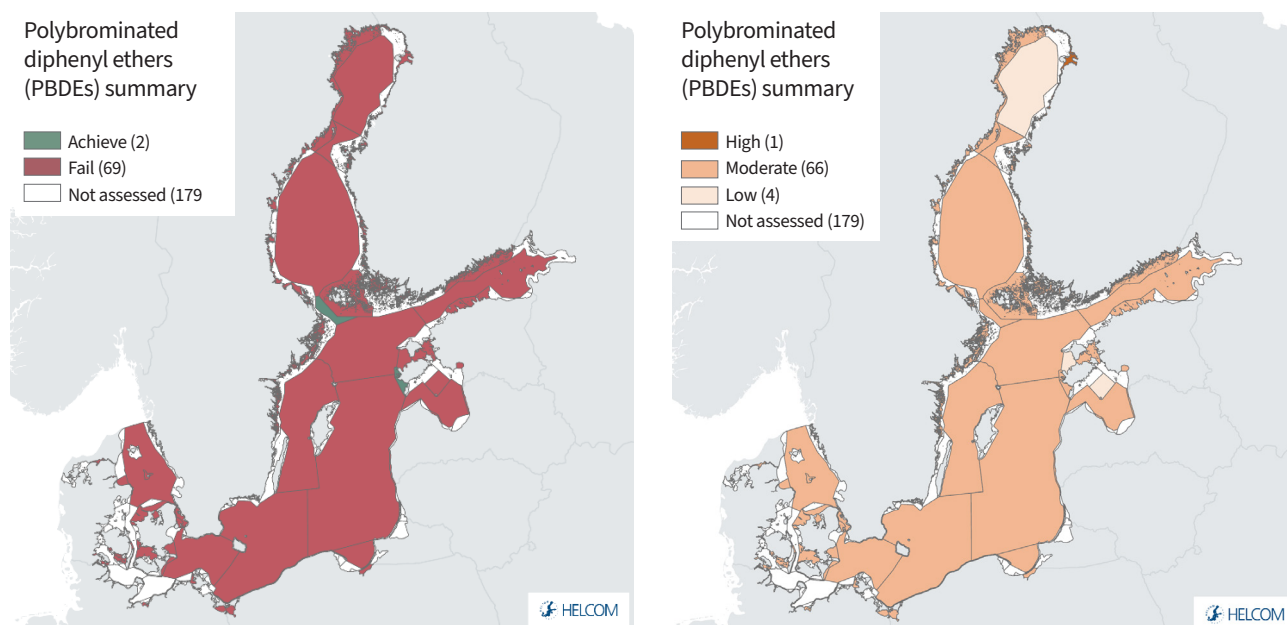 Polybrominated
diphenyl ethers
(PBDEs) summary
Achieve (2)
Fail (69)
Not assessed (179
HELCOM
Polybrominated
diphenyl ethers
(PBDEs) summary
High (1)
Moderate (66)
Low (4)
Not assessed (179)
HELCOM